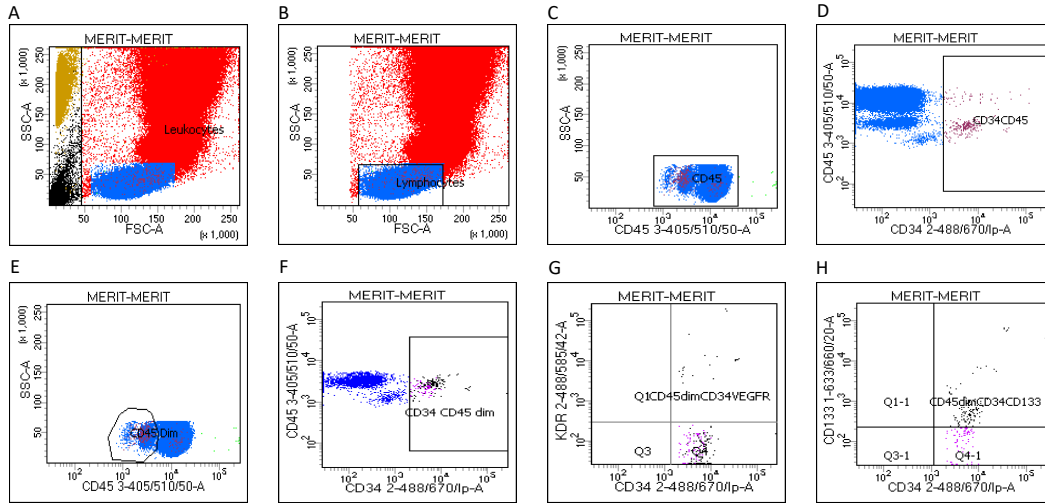 A
MERIT-MERIT
SSC-A
(x 1,000)
50 100 150 200 250
Leukocytes
50 100 150 200 250
FSC-A
(x 1,000)
B
MERIT-MERIT
SSC-A
(x 1,000)
50 100 150 200 250
Lymphocytes
50 100 150 200 250
FSC-A
(x 1,000)
C
MERIT-MERIT
SSC-A
(x 1,000)
50 100 150 200 250
CD45
10² 10³ 10⁴ 10⁵
CD45 3-405/510/50-A
D
MERIT-MERIT
CD45 3-405/510/50-A
10² 10³ 10⁴ 10⁵
CD34CD45
10² 10³ 10⁴ 10⁵
CD34 2-488/670/lp-A
E
MERIT-MERIT
SSC-A
(x 1,000)
50 100 150 200 250
CD45 Dim
10² 10³ 10⁴ 10⁵
CD45 3-405/510/50-A
F
MERIT-MERIT
CD45 3-405/510/50-A
10² 10³ 10⁴ 10⁵
CD34 CD45 dim
10² 10³ 10⁴ 10⁵
CD34 2-488/670/lp-A
G
MERIT-MERIT
KDR 2-488/585/42-A
10² 10³ 10⁴ 10⁵
Q1CD45dimCD34VEGFR
Q3 Q4
10² 10³ 10⁴ 10⁵
CD34 2-488/670/lp-A
H
MERIT-MERIT
CD133 1-633/660/20-A
10² 10³ 10⁴ 10⁵
Q1-1 CD45dimCD34CD133
Q3-1 Q4-1
10² 10³ 10⁴ 10⁵
CD34 2-488/670/lp-A